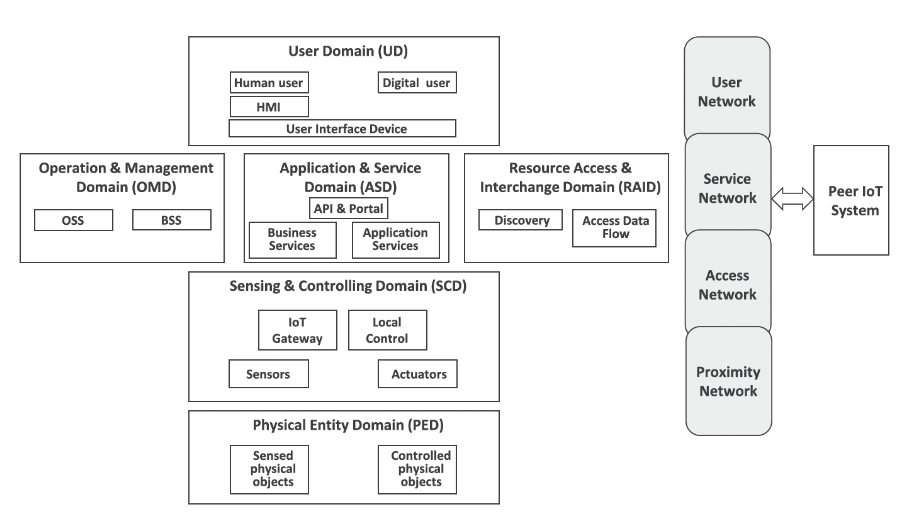 User Domain (UD)
Human user
Digital user
HMI
User Interface Device
Operation & Management
Domain (OMD)
OSS
BSS
Application & Service
Domain (ASD)
API & Portal
Business
Services
Application
Services
Resource Access &
Interchange Domain (RAID)
Discovery
Access Data
Flow
Sensing & Controlling Domain (SCD)
IoT
Gateway
Local
Control
Sensors
Actuators
Physical Entity Domain (PED)
Sensed
physical
objects
Controlled
physical
objects
User
Network
Service
Network
Access
Network
Proximity
Network
Peer IoT
System